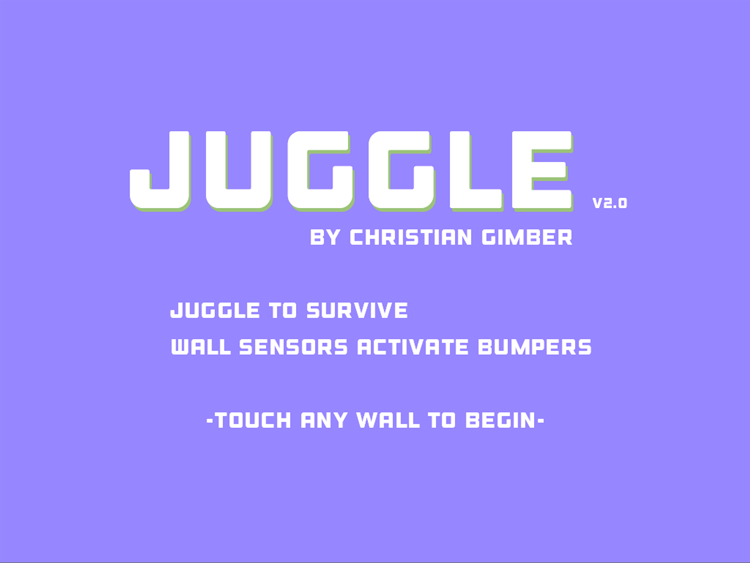 JUGGLE V2.0
BY CHRISTIAN GIMBER
JUGGLE TO SURVIVE
WALL SENSORS ACTIVATE BUMPERS
-TOUCH ANY WALL TO BEGIN-